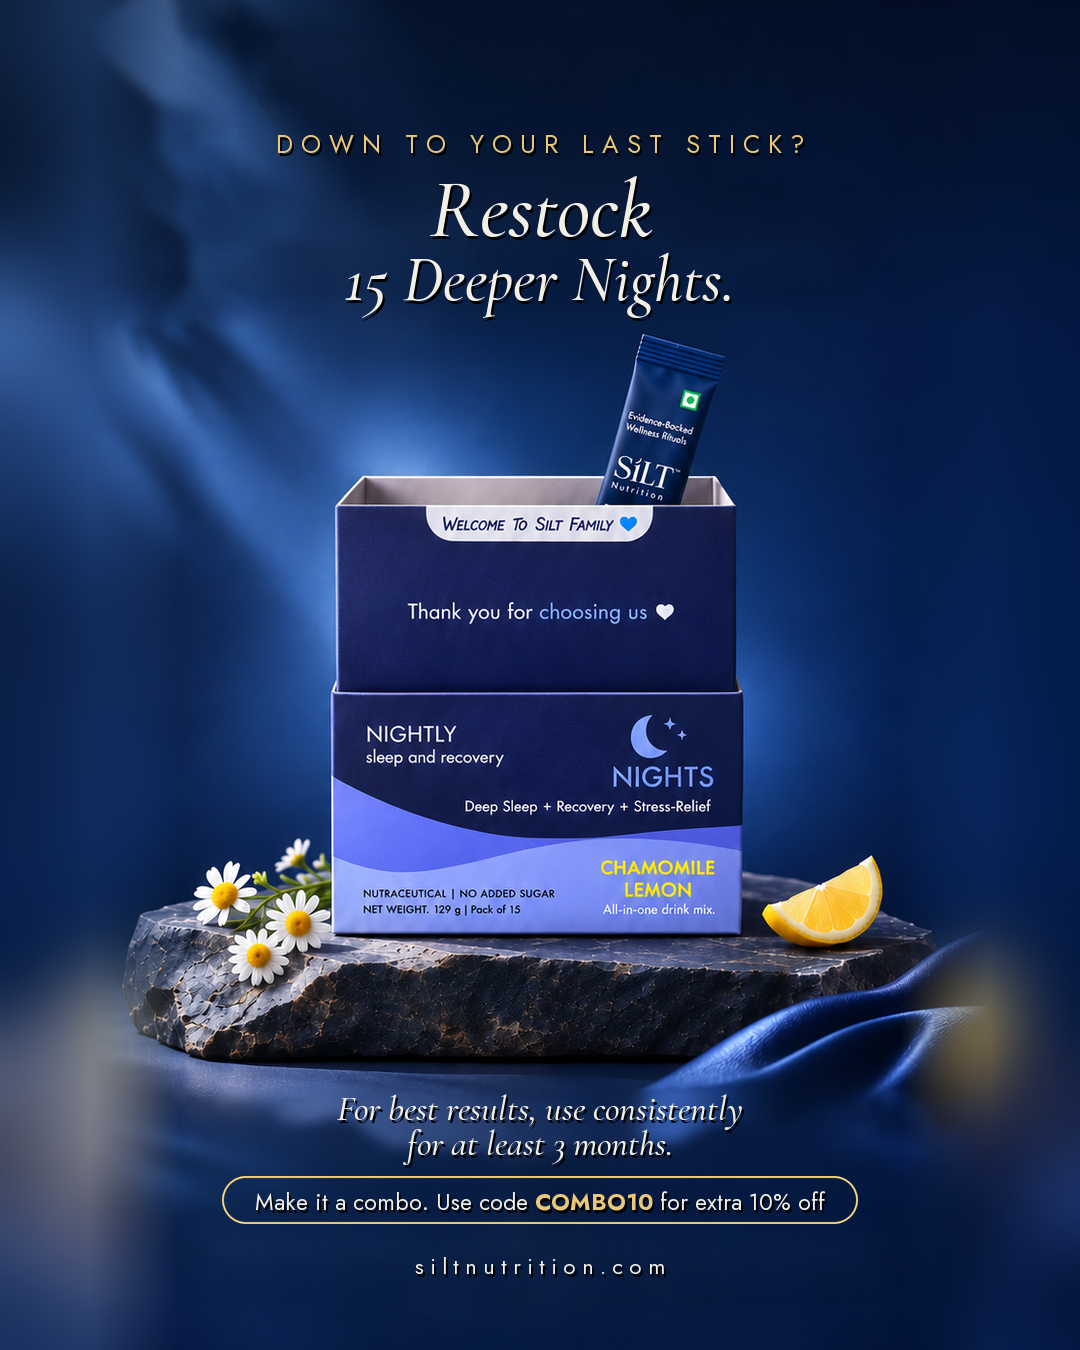 DOWN TO YOUR LAST STICK?
Restock
15 Deeper Nights.
Evidence-Backed
Wellness Rituals
SiLT™
Nutrition
WELCOME TO SILT FAMILY 💙
Thank you for choosing us 🤍
NIGHTLY
sleep and recovery
NIGHTS
Deep Sleep + Recovery + Stress-Relief
CHAMOMILE
LEMON
All-in-one drink mix.
NUTRACEUTICAL | NO ADDED SUGAR
NET WEIGHT. 129 g | Pack of 15
For best results, use consistently
for at least 3 months.
Make it a combo. Use code COMBO10 for extra 10% off
siltnutrition.com